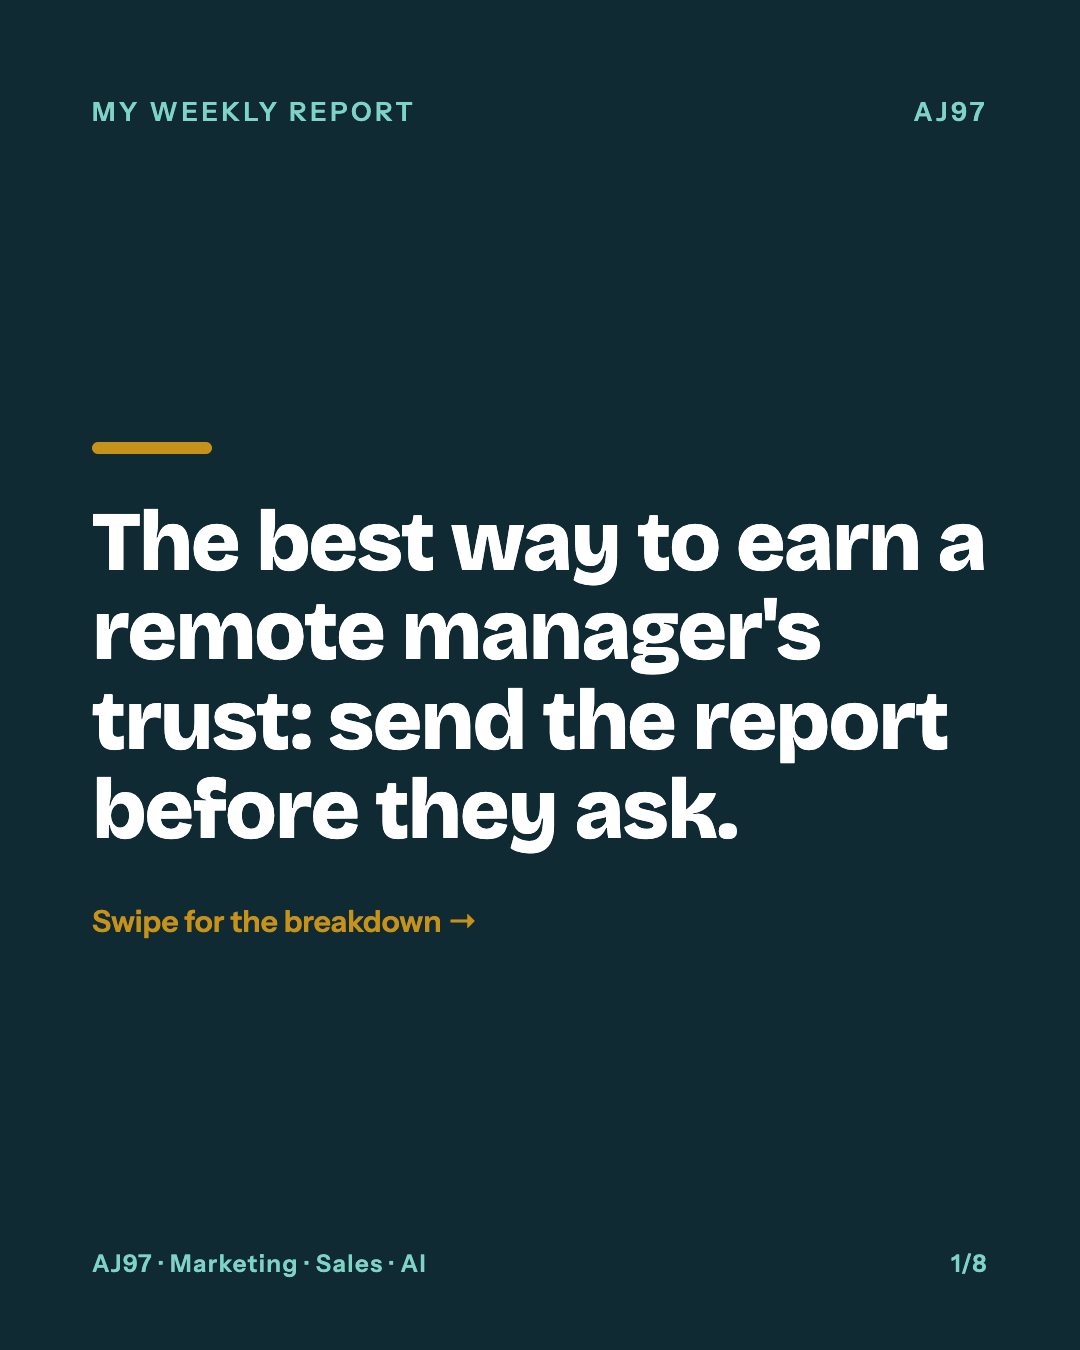 MY WEEKLY REPORT
AJ97
The best way to earn a
remote manager's
trust: send the report
before they ask.
Swipe for the breakdown →
AJ97 · Marketing · Sales · AI
1/8